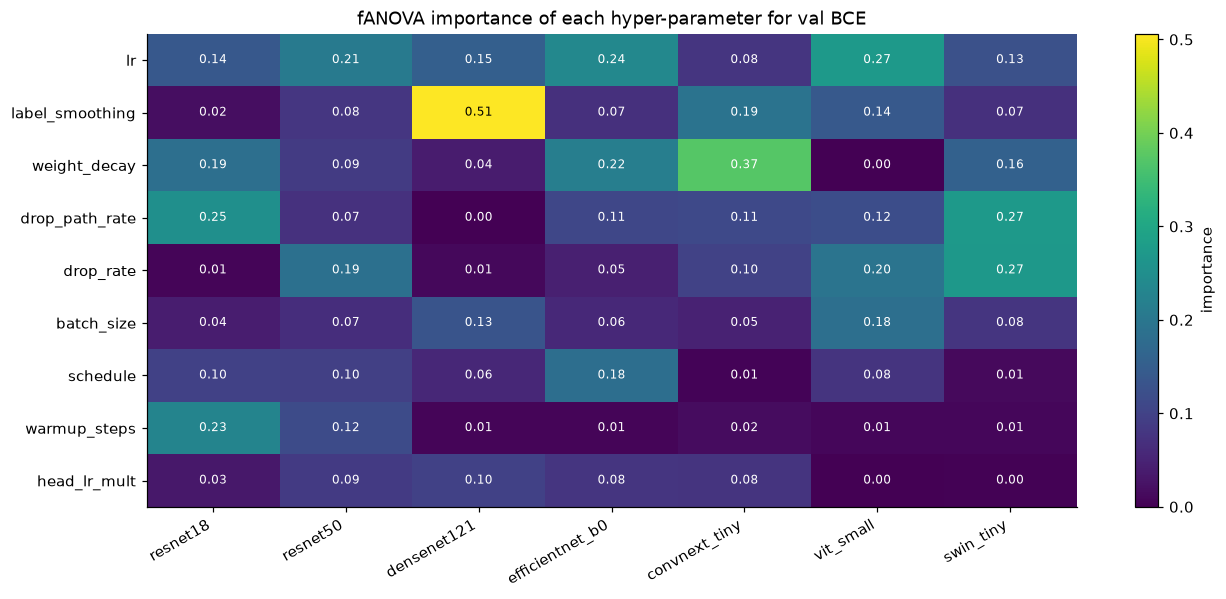 fANOVA importance of each hyper-parameter for val BCE
lr 0.14 0.21 0.15 0.24 0.08 0.27 0.13
label_smoothing 0.02 0.08 0.51 0.07 0.19 0.14 0.07
weight_decay 0.19 0.09 0.04 0.22 0.37 0.00 0.16
drop_path_rate 0.25 0.07 0.00 0.11 0.11 0.12 0.27
drop_rate 0.01 0.19 0.01 0.05 0.10 0.20 0.27
batch_size 0.04 0.07 0.13 0.06 0.05 0.18 0.08
schedule 0.10 0.10 0.06 0.18 0.01 0.08 0.01
warmup_steps 0.23 0.12 0.01 0.01 0.02 0.01 0.01
head_lr_mult 0.03 0.09 0.10 0.08 0.08 0.00 0.00
resnet18 resnet50 densenet121 efficientnet_b0 convnext_tiny vit_small swin_tiny
0.5
0.4
0.3
0.2
0.1
0.0
importance